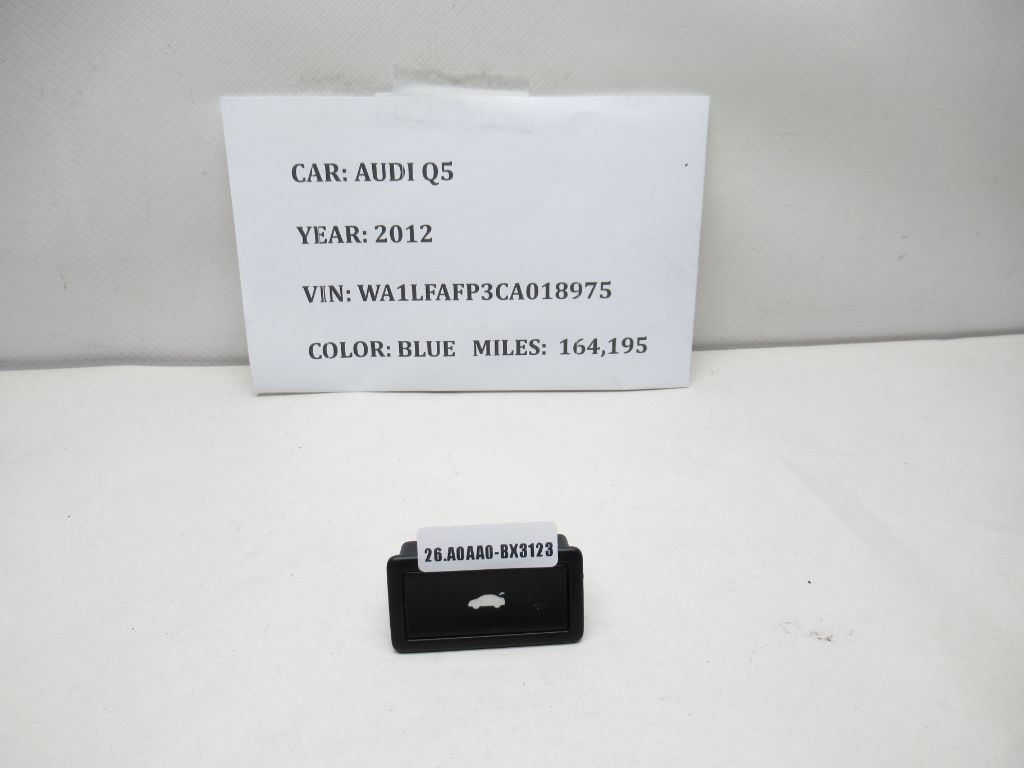 CAR: AUDI Q5
YEAR: 2012
VIN: WA1LFAFP3CA018975
COLOR: BLUE MILES: 164,195
26.A0AA0-BX3123